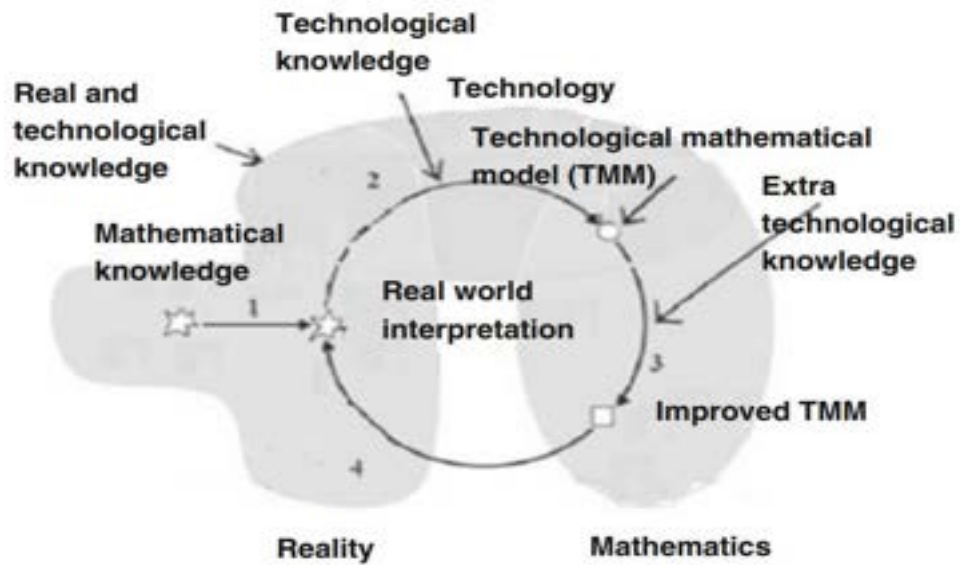 Technological
knowledge
Technology
Real and
technological
knowledge
Technological mathematical
model (TMM)
2
Extra
technological
knowledge
Mathematical
knowledge
Real world
interpretation
1
3
Improved TMM
4
Reality
Mathematics